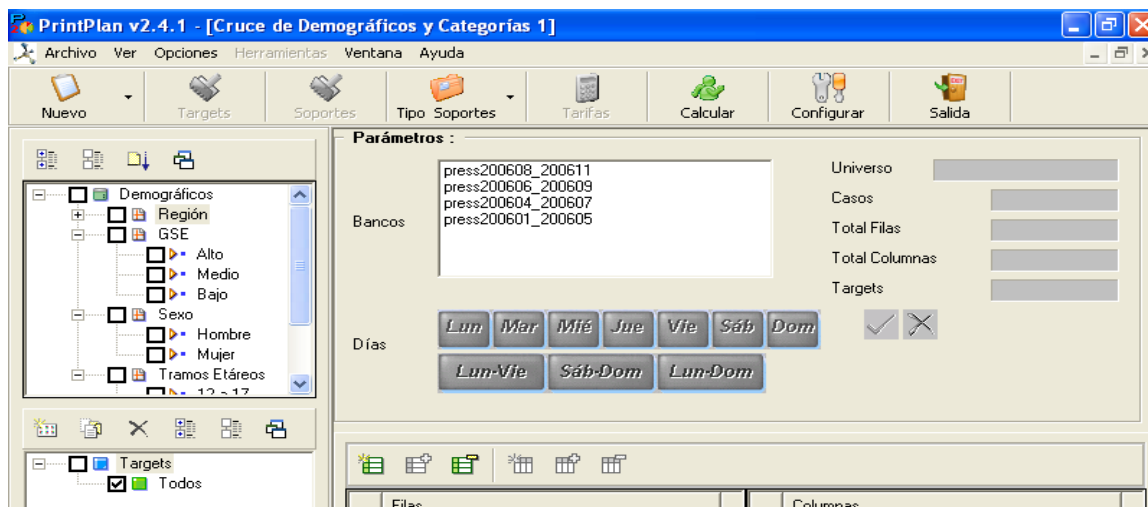 PrintPlan v2.4.1 - [Cruce de Demográficos y Categorías 1]
Archivo Ver Opciones Herramientas Ventana Ayuda
Nuevo Targets Soportes Tipo Soportes Tarifas Calcular Configurar Salida
Demográficos
Región
GSE
Alto
Medio
Bajo
Sexo
Hombre
Mujer
Tramos Etáreos
12 a 17
Targets
Todos
Parámetros :
Bancos
press200608_200611
press200606_200609
press200604_200607
press200601_200605
Universo
Casos
Total Filas
Total Columnas
Targets
Días
Lun Mar Mié Jue Vie Sáb Dom
Lun-Vie Sáb-Dom Lun-Dom
Filas Columnas